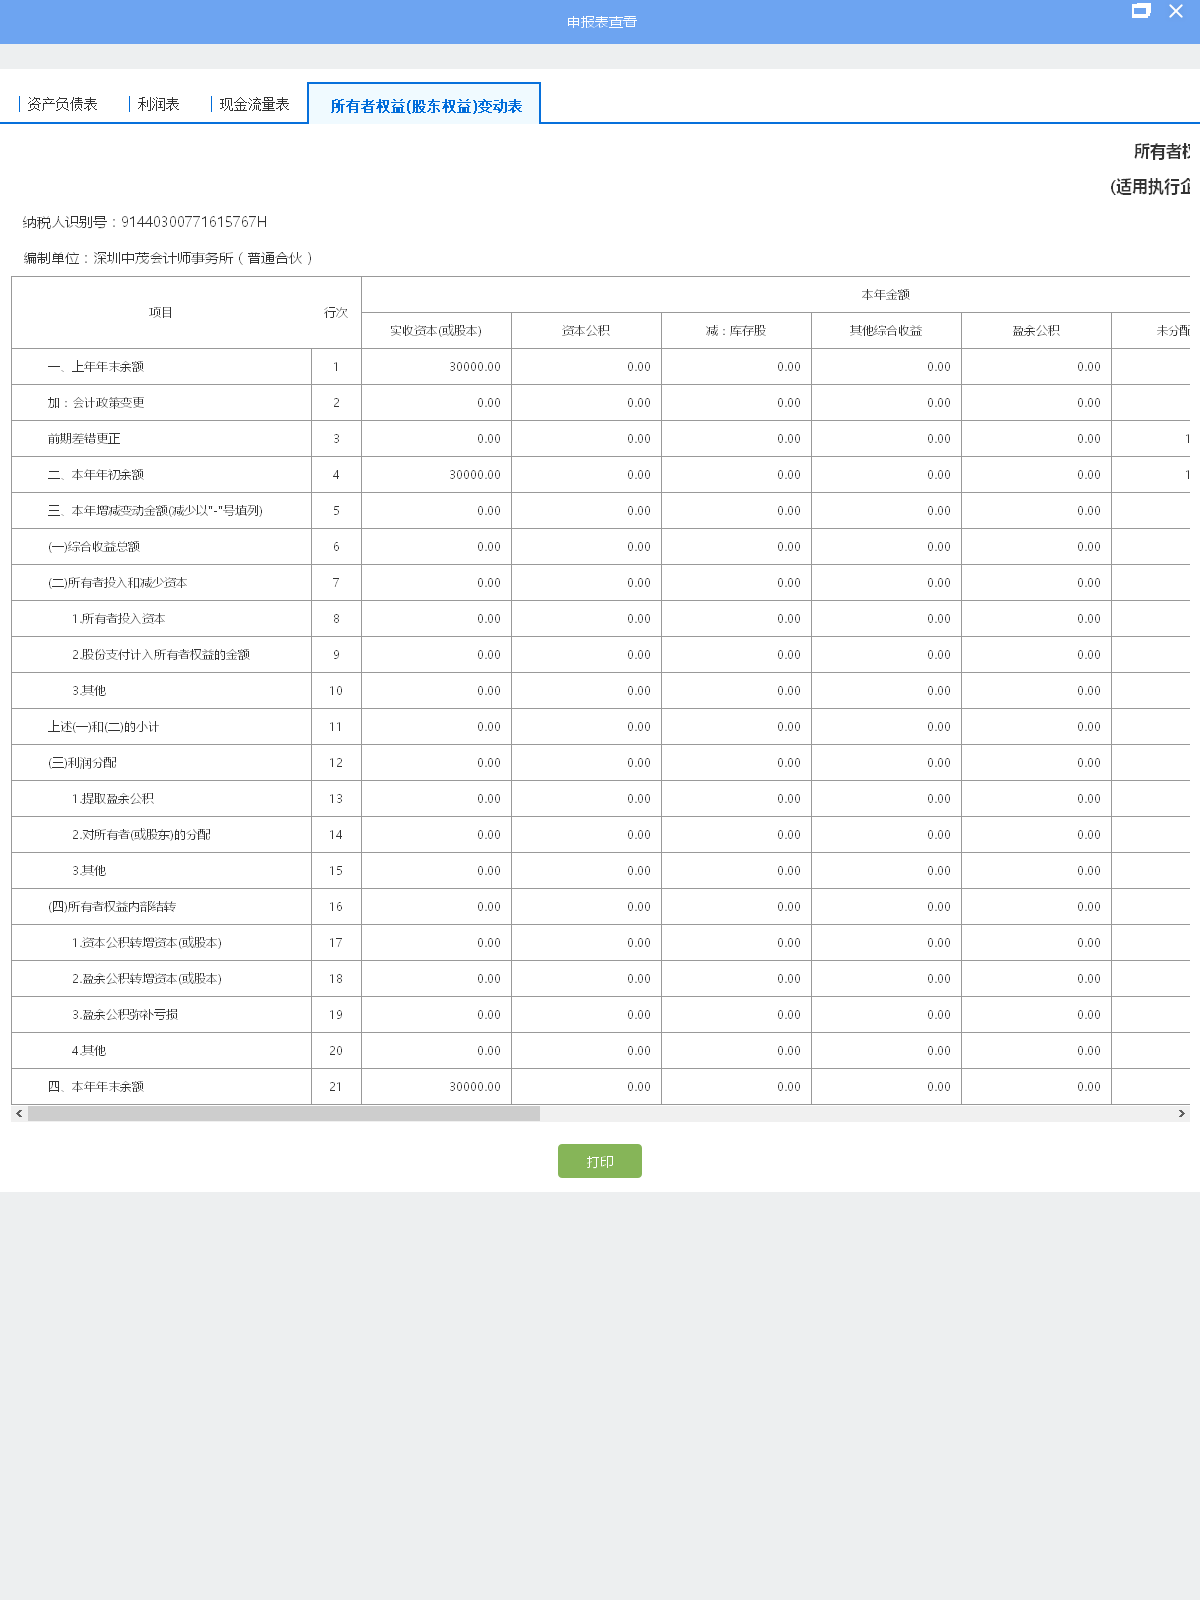 申报表查看
资产负债表 利润表 现金流量表 所有者权益(股东权益)变动表
所有者权
(适用执行企
纳税人识别号：91440300771615767H
编制单位：深圳中茂会计师事务所（普通合伙）
项目 行次 本年金额
实收资本(或股本) 资本公积 减：库存股 其他综合收益 盈余公积 未分配
一、上年年末余额 1 30000.00 0.00 0.00 0.00 0.00
加：会计政策变更 2 0.00 0.00 0.00 0.00 0.00
前期差错更正 3 0.00 0.00 0.00 0.00 0.00 1
二、本年年初余额 4 30000.00 0.00 0.00 0.00 0.00 1
三、本年增减变动金额(减少以"-"号填列) 5 0.00 0.00 0.00 0.00 0.00
(一)综合收益总额 6 0.00 0.00 0.00 0.00 0.00
(二)所有者投入和减少资本 7 0.00 0.00 0.00 0.00 0.00
1.所有者投入资本 8 0.00 0.00 0.00 0.00 0.00
2.股份支付计入所有者权益的金额 9 0.00 0.00 0.00 0.00 0.00
3.其他 10 0.00 0.00 0.00 0.00 0.00
上述(一)和(二)的小计 11 0.00 0.00 0.00 0.00 0.00
(三)利润分配 12 0.00 0.00 0.00 0.00 0.00
1.提取盈余公积 13 0.00 0.00 0.00 0.00 0.00
2.对所有者(或股东)的分配 14 0.00 0.00 0.00 0.00 0.00
3.其他 15 0.00 0.00 0.00 0.00 0.00
(四)所有者权益内部结转 16 0.00 0.00 0.00 0.00 0.00
1.资本公积转增资本(或股本) 17 0.00 0.00 0.00 0.00 0.00
2.盈余公积转增资本(或股本) 18 0.00 0.00 0.00 0.00 0.00
3.盈余公积弥补亏损 19 0.00 0.00 0.00 0.00 0.00
4.其他 20 0.00 0.00 0.00 0.00 0.00
四、本年年末余额 21 30000.00 0.00 0.00 0.00 0.00
打印